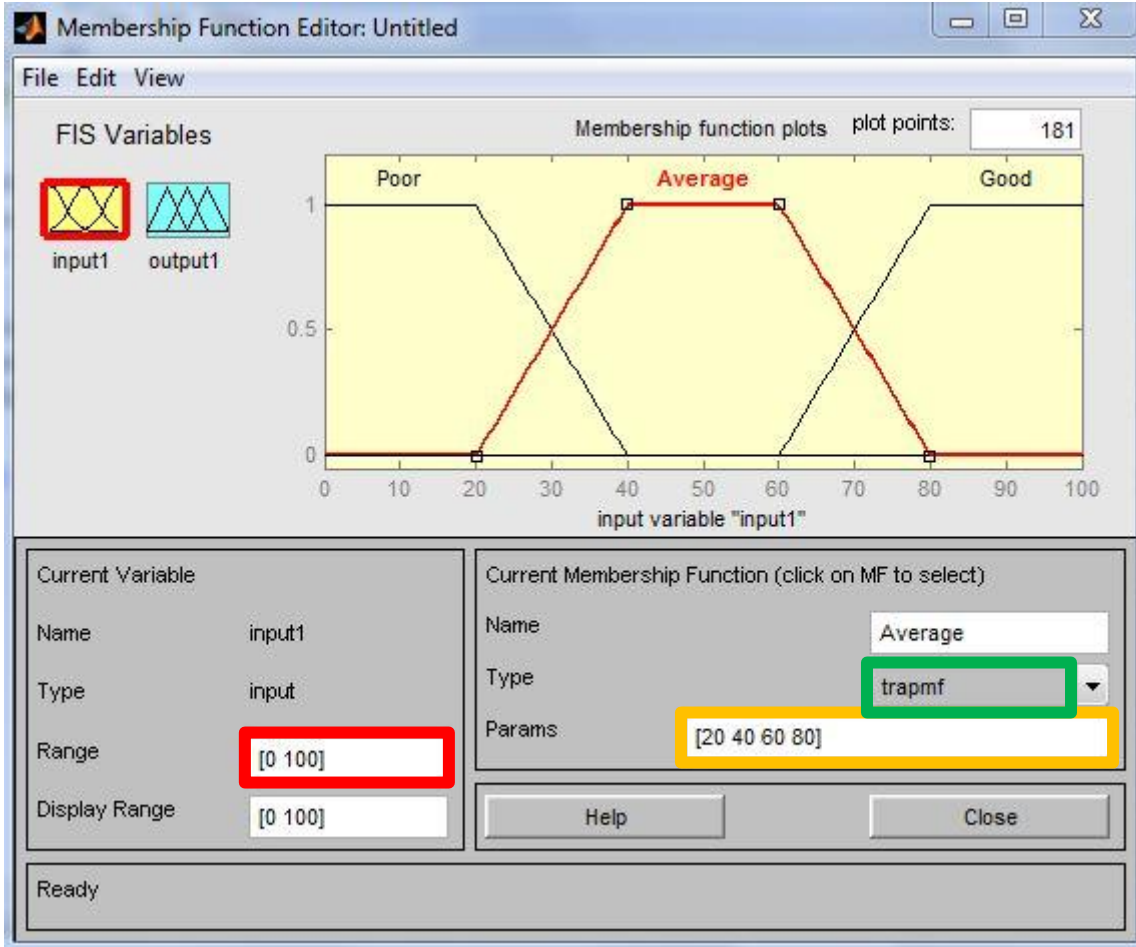 Membership Function Editor: Untitled
File Edit View
FIS Variables
input1 output1
Membership function plots plot points: 181
Poor Average Good
1
0.5
0
0 10 20 30 40 50 60 70 80 90 100
input variable "input1"
Current Variable
Name input1
Type input
Range [0 100]
Display Range [0 100]
Current Membership Function (click on MF to select)
Name Average
Type trapmf
Params [20 40 60 80]
Help Close
Ready